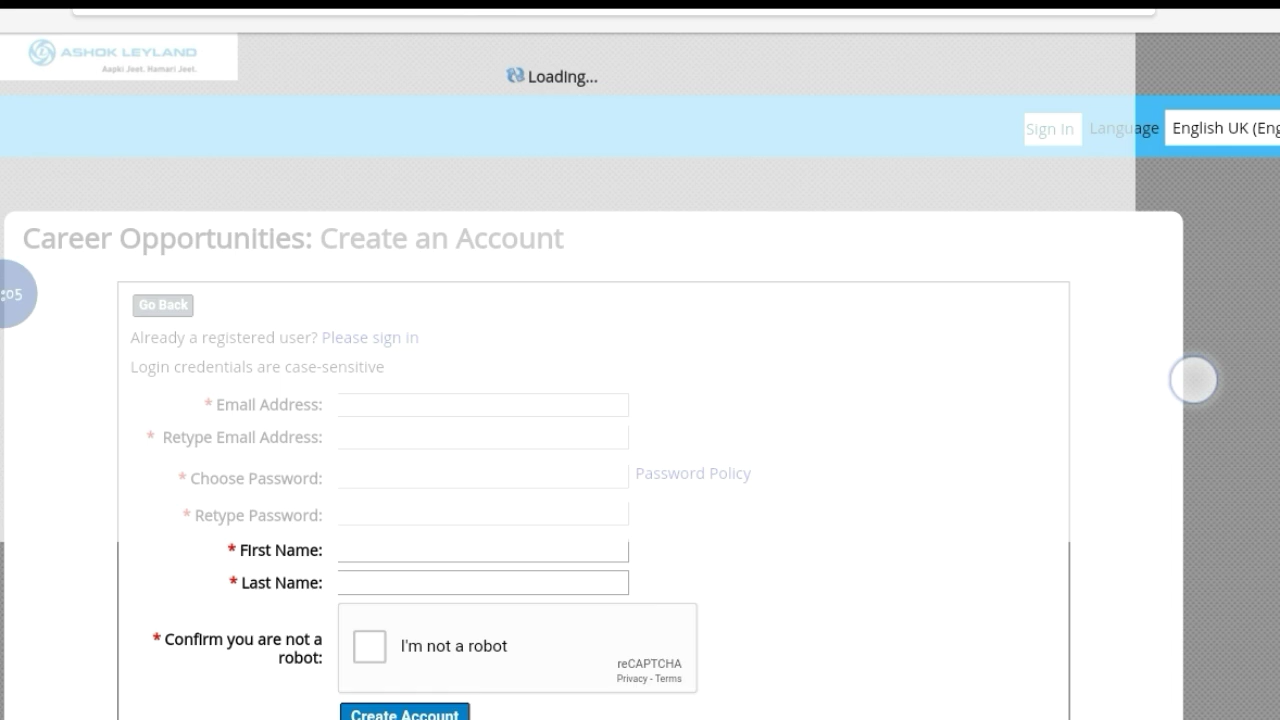 ASHOK LEYLAND
Aapki Jeet. Hamari Jeet.
Loading...
Sign In Language English UK (Eng
Career Opportunities: Create an Account
:05
Go Back
Already a registered user? Please sign in
Login credentials are case-sensitive
* Email Address:
* Retype Email Address:
* Choose Password: Password Policy
* Retype Password:
* First Name:
* Last Name:
* Confirm you are not a
robot:
I'm not a robot
reCAPTCHA
Privacy - Terms
Create Account